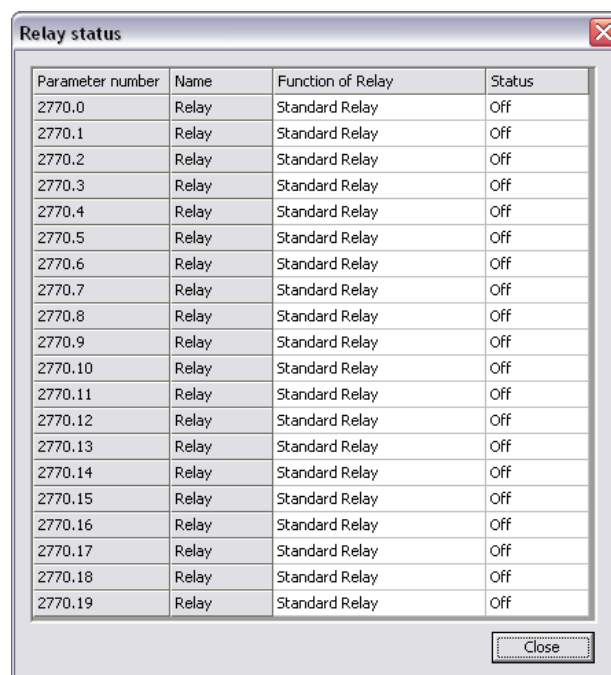 Relay status
Parameter number Name Function of Relay Status
2770.0 Relay Standard Relay Off
2770.1 Relay Standard Relay Off
2770.2 Relay Standard Relay Off
2770.3 Relay Standard Relay Off
2770.4 Relay Standard Relay Off
2770.5 Relay Standard Relay Off
2770.6 Relay Standard Relay Off
2770.7 Relay Standard Relay Off
2770.8 Relay Standard Relay Off
2770.9 Relay Standard Relay Off
2770.10 Relay Standard Relay Off
2770.11 Relay Standard Relay Off
2770.12 Relay Standard Relay Off
2770.13 Relay Standard Relay Off
2770.14 Relay Standard Relay Off
2770.15 Relay Standard Relay Off
2770.16 Relay Standard Relay Off
2770.17 Relay Standard Relay Off
2770.18 Relay Standard Relay Off
2770.19 Relay Standard Relay Off
Close